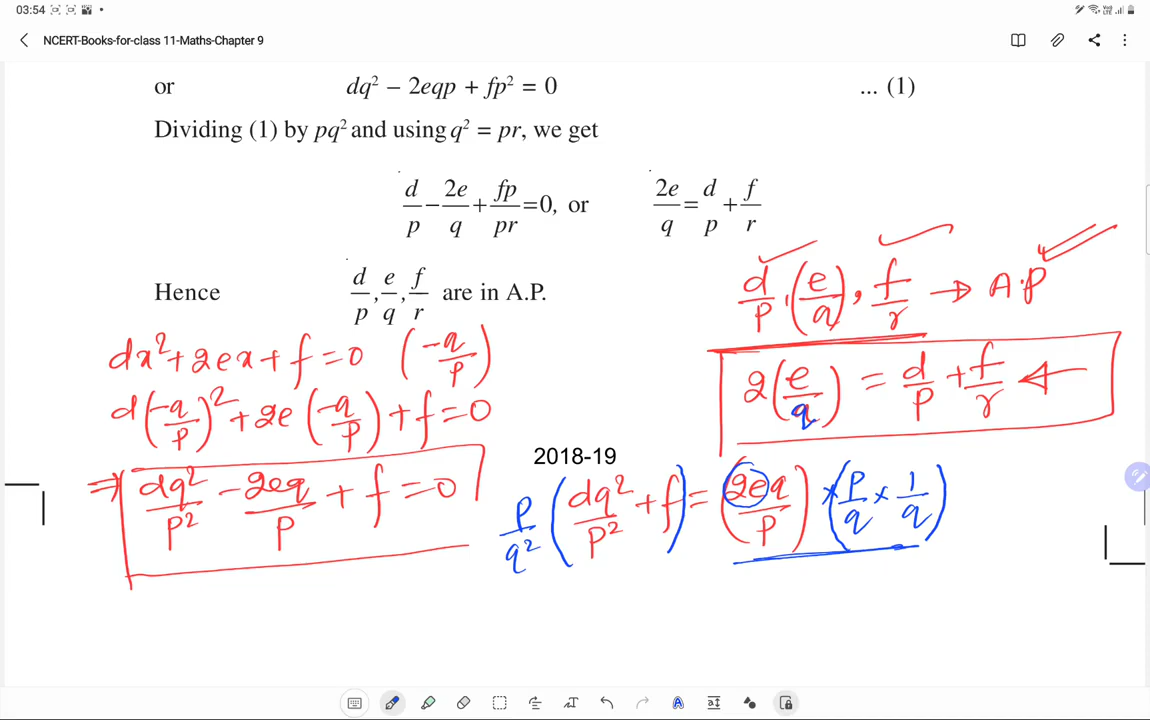 03:54
NCERT-Books-for-class 11-Maths-Chapter 9
or dq² − 2eqp + fp² = 0 ... (1)
Dividing (1) by pq² and using q² = pr, we get
d/p − 2e/q + fp/pr = 0, or 2e/q = d/p + f/r
Hence d/p, e/q, f/r are in A.P.
d/p, (e/q), f/r → A.P
2(e/q) = d/p + f/r ←
dx² + 2ex + f = 0 (−q/p)
d(−q/p)² + 2e(−q/p) + f = 0
2018-19
⇒ dq²/p² − 2eq/p + f = 0
p/q² (dq²/p² + f) = (2eq/p) × (p/q × 1/q)